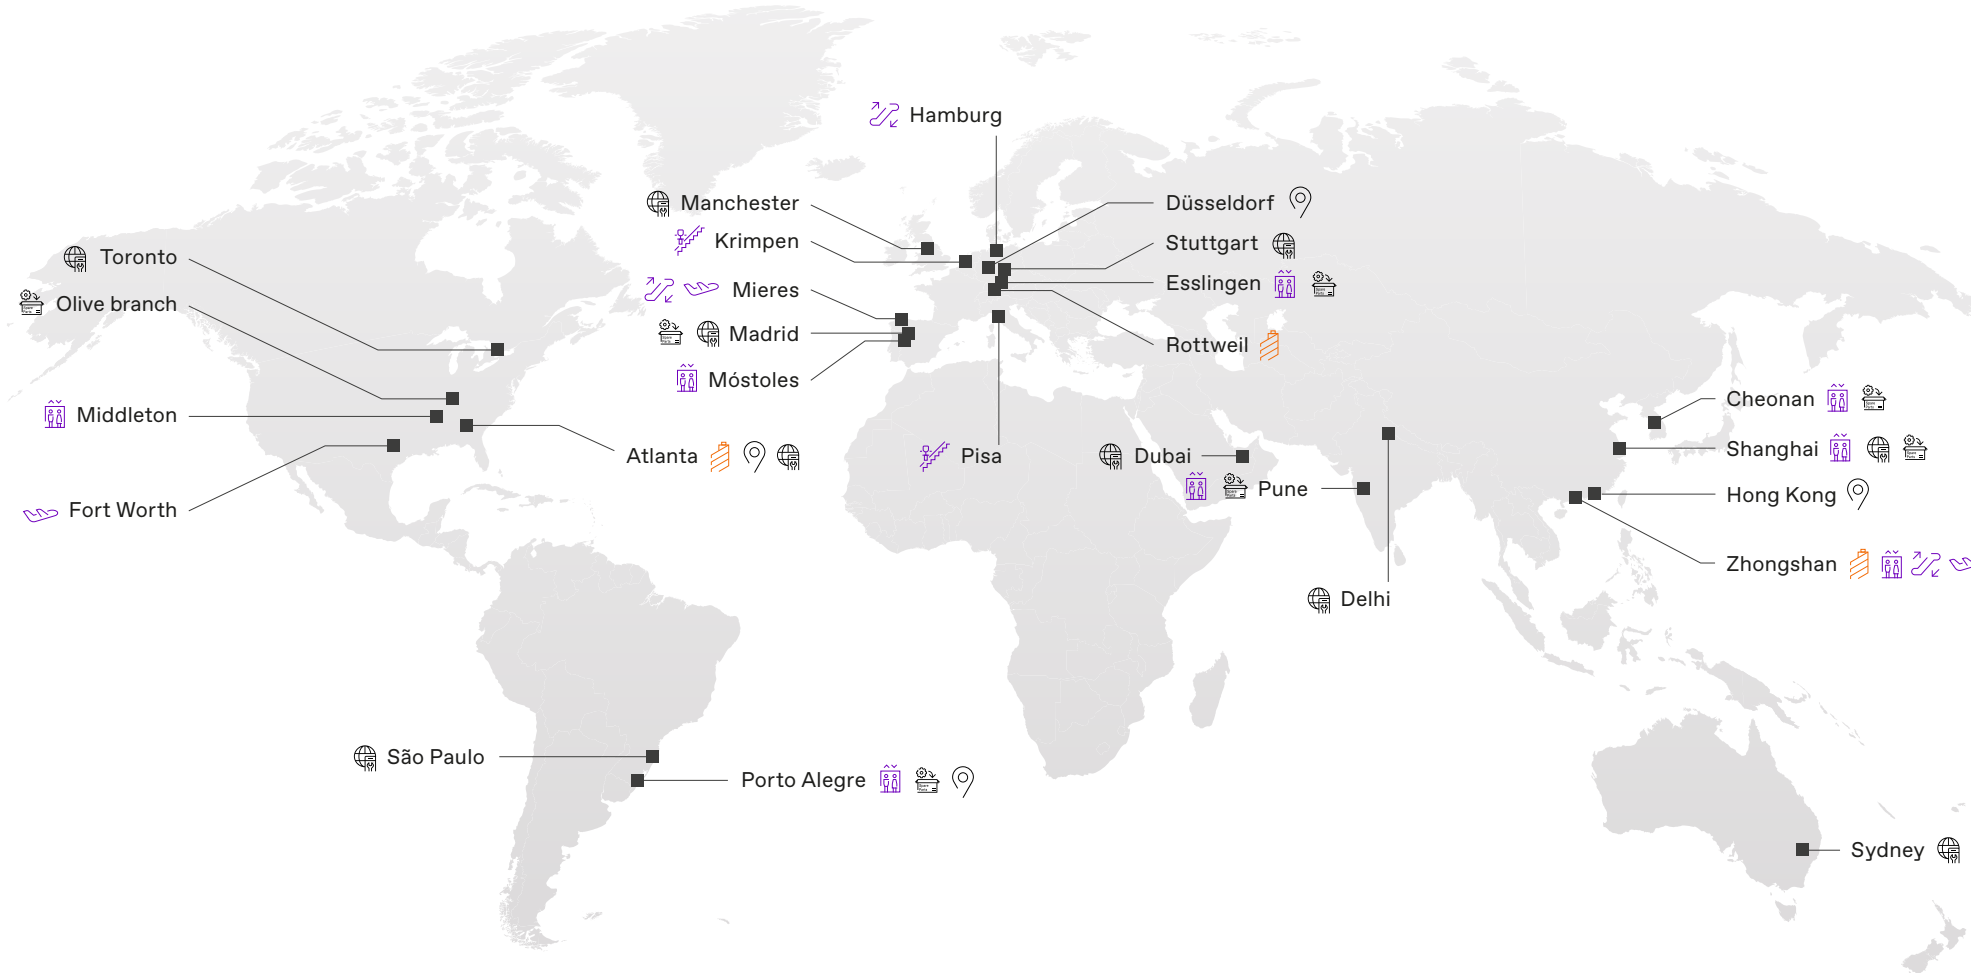 Hamburg
Manchester
Düsseldorf
Krimpen
Stuttgart
Toronto
Mieres
Esslingen
Olive branch
Madrid
Rottweil
Móstoles
Middleton
Cheonan
Atlanta
Pisa
Dubai
Shanghai
Fort Worth
Pune
Hong Kong
Zhongshan
Delhi
São Paulo
Porto Alegre
Sydney